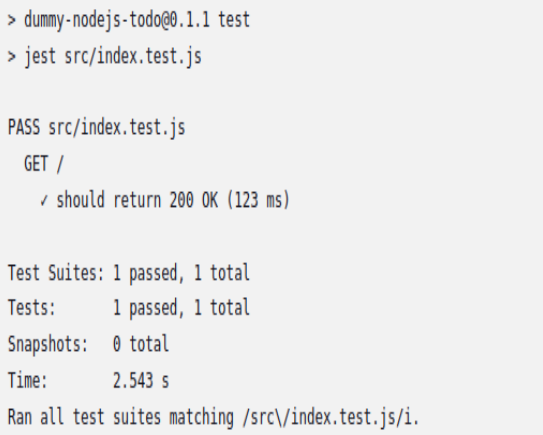 > dummy-nodejs-todo@0.1.1 test
> jest src/index.test.js
PASS src/index.test.js
GET /
✓ should return 200 OK (123 ms)
Test Suites: 1 passed, 1 total
Tests: 1 passed, 1 total
Snapshots: 0 total
Time: 2.543 s
Ran all test suites matching /src\/index.test.js/i.